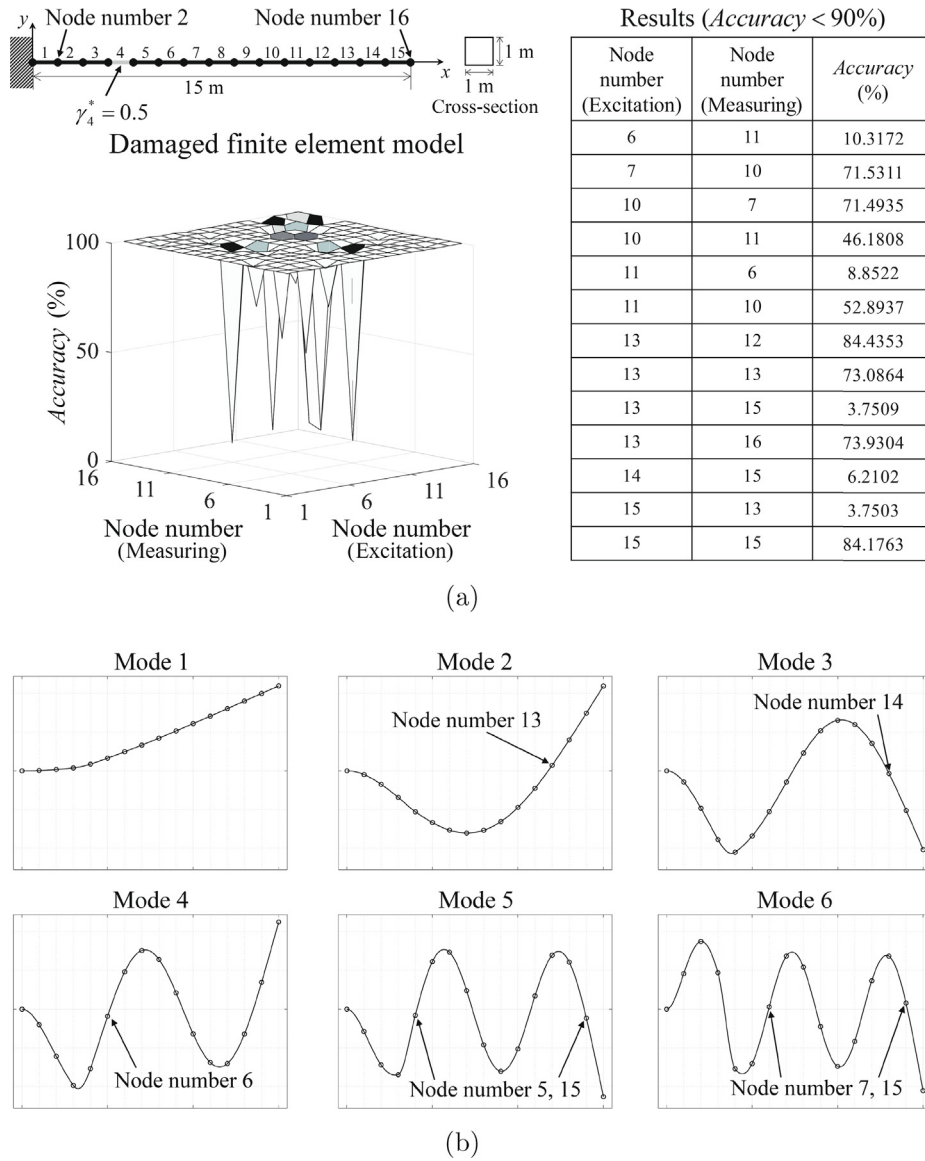 y
Node number 2
Node number 16
1 2 3 4 5 6 7 8 9 10 11 12 13 14 15
x
15 m
γ₄* = 0.5
1 m
1 m
Cross-section
Damaged finite element model
100
50
0
Accuracy (%)
16
11
6
1
Node number
(Measuring)
1
6
11
16
Node number
(Excitation)
Results (Accuracy < 90%)
Node number (Excitation) Node number (Measuring) Accuracy (%)
6 11 10.3172
7 10 71.5311
10 7 71.4935
10 11 46.1808
11 6 8.8522
11 10 52.8937
13 12 84.4353
13 13 73.0864
13 15 3.7509
13 16 73.9304
14 15 6.2102
15 13 3.7503
15 15 84.1763
(a)
Mode 1
Mode 2
Node number 13
Mode 3
Node number 14
Mode 4
Node number 6
Mode 5
Node number 5, 15
Mode 6
Node number 7, 15
(b)